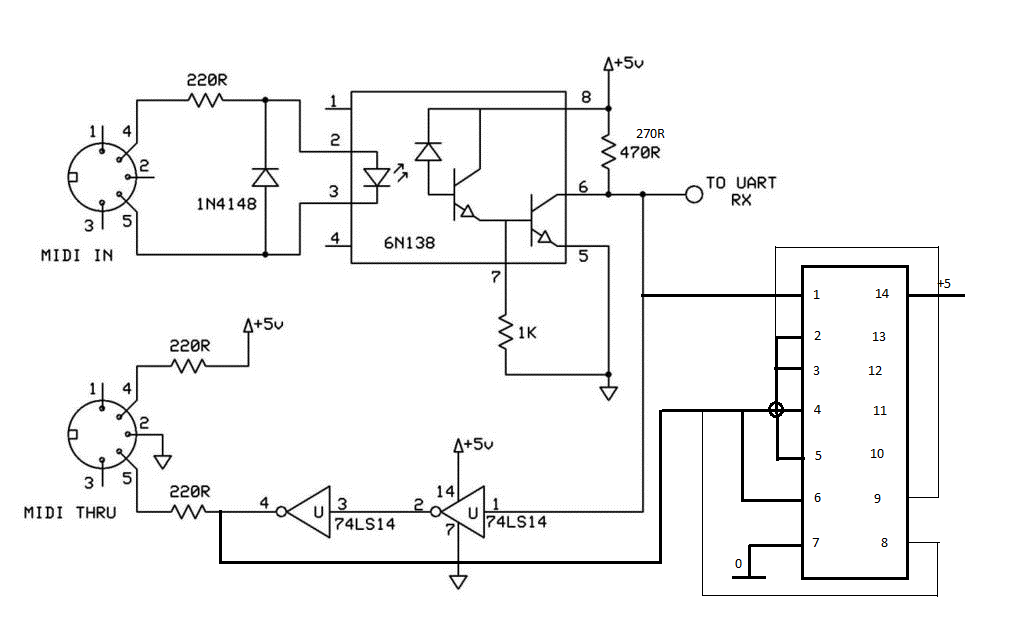 +5v
220R
8
1
270R
1 4
470R
2
2
6
TO UART
RX
1N4148
3
3 5
4
6N138
5
MIDI IN
7
+5
1 14
+5v
1K
220R
2 13
3 12
1 4
4 11
2
+5v
5 10
3 5
14
220R
4 U 3
2 U 1
6 9
MIDI THRU
74LS14
74LS14
7
7 8
0